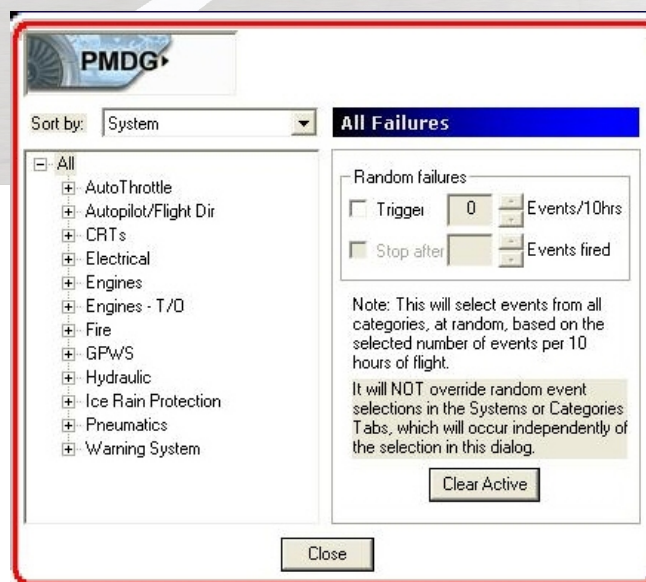 PMDG
Sort by: System
All
AutoThrottle
Autopilot/Flight Dir
CRTs
Electrical
Engines
Engines - T/O
Fire
GPWS
Hydraulic
Ice Rain Protection
Pneumatics
Warning System
All Failures
Random failures
Trigger 0 Events/10hrs
Stop after Events fired
Note: This will select events from all
categories, at random, based on the
selected number of events per 10
hours of flight.
It will NOT override random event
selections in the Systems or Categories
Tabs, which will occur independently of
the selection in this dialog.
Clear Active
Close